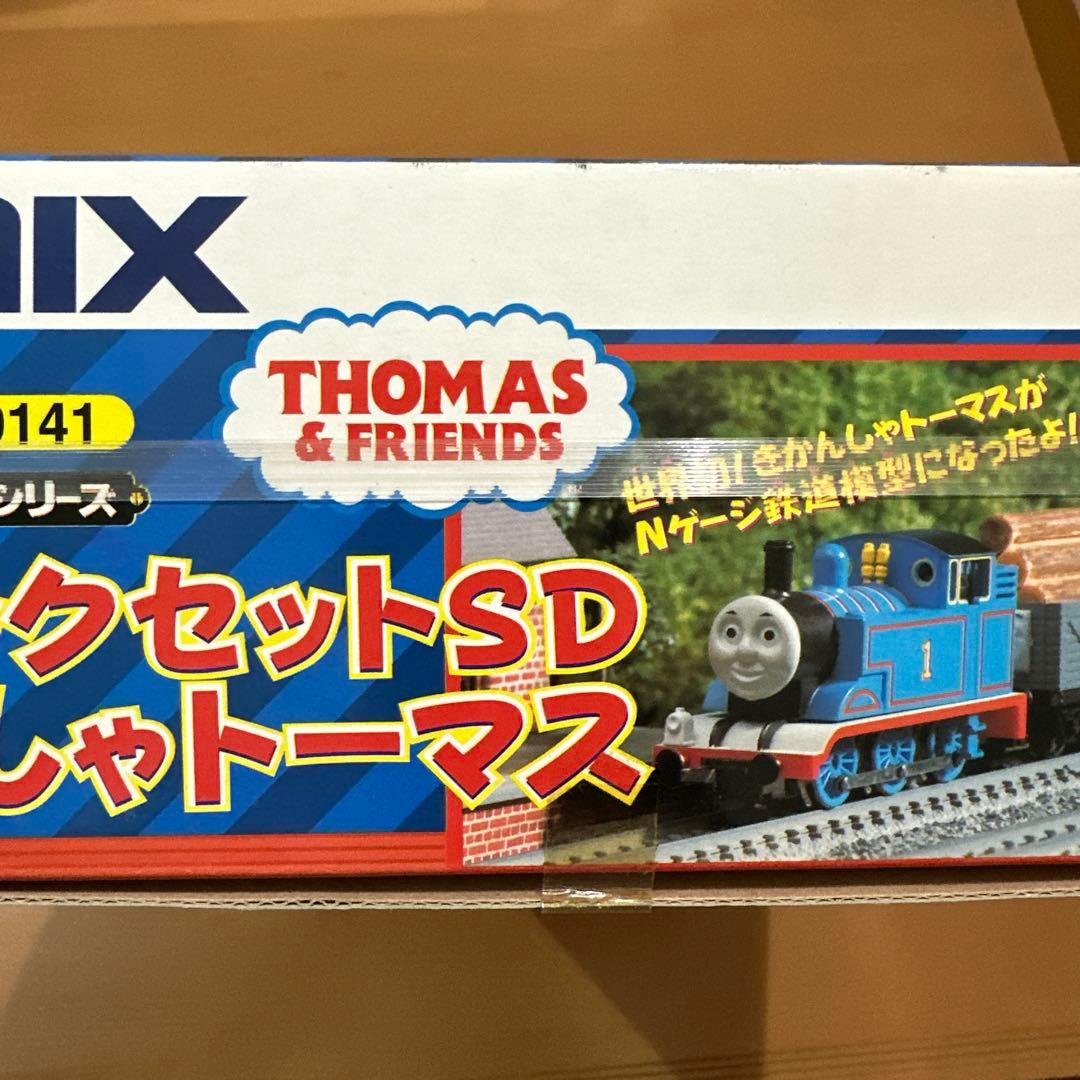 NIX
THOMAS
& FRIENDS
0141
シリーズ
世界初!きかんしゃトーマスが
Nゲージ鉄道模型になったよ!
クセットSD
しゃトーマス
1